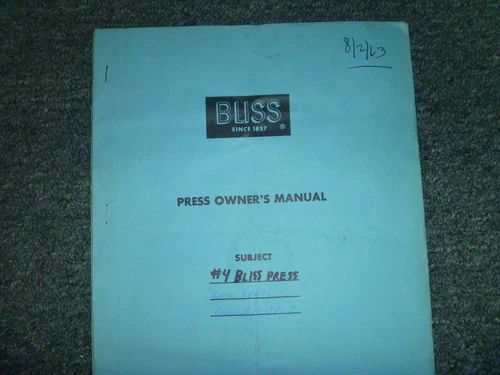 8/2/63
BLISS
SINCE 1857
®
PRESS OWNER'S MANUAL
SUBJECT
#4 BLISS PRESS